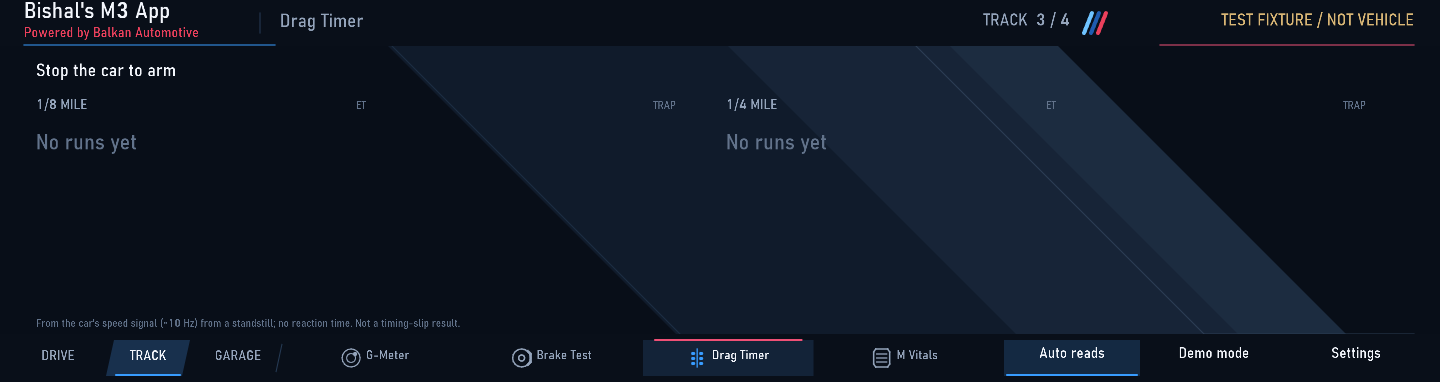 Bishal's M3 App
Powered by Balkan Automotive
Drag Timer
TRACK 3 / 4
TEST FIXTURE / NOT VEHICLE
Stop the car to arm
1/8 MILE ET TRAP
No runs yet
1/4 MILE ET TRAP
No runs yet
From the car's speed signal (~10 Hz) from a standstill; no reaction time. Not a timing-slip result.
DRIVE TRACK GARAGE G-Meter Brake Test Drag Timer M Vitals Auto reads Demo mode Settings